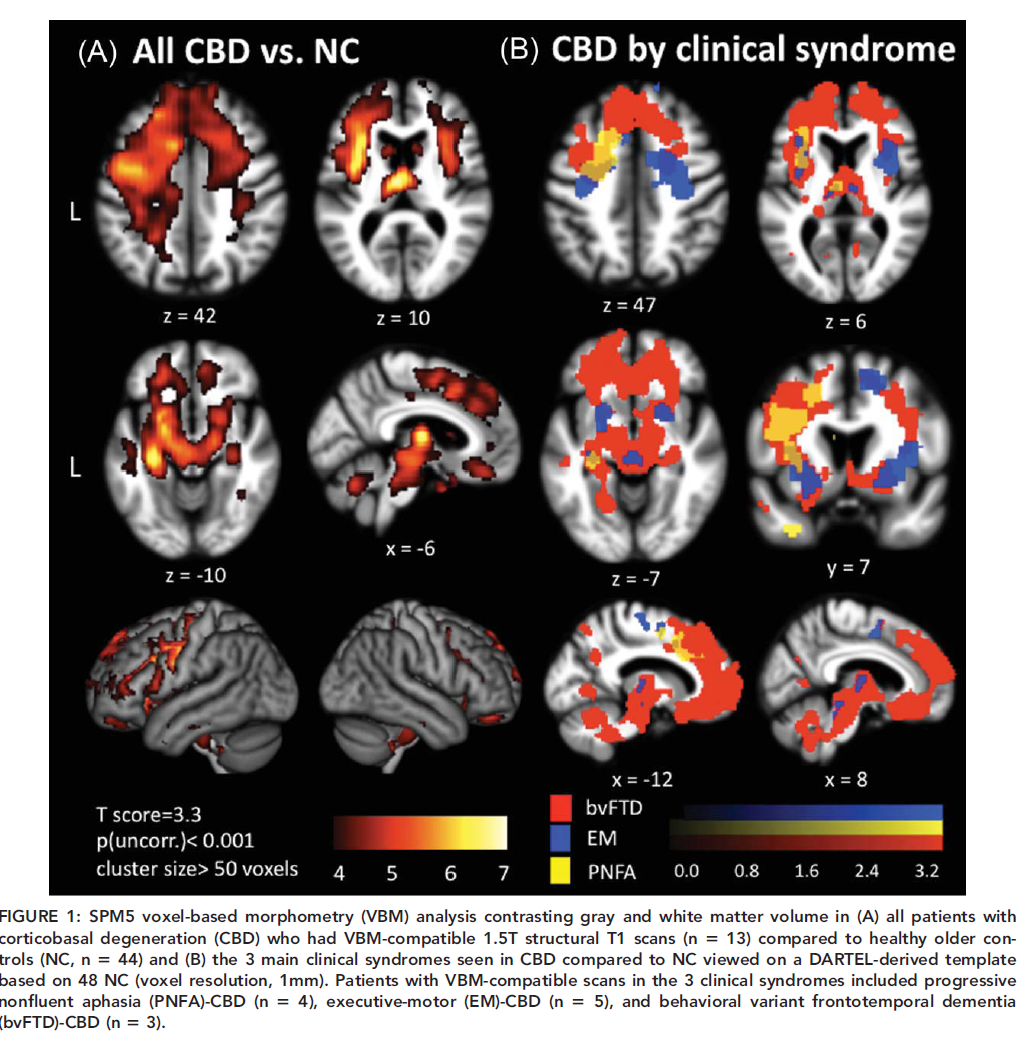 (A) All CBD vs. NC
(B) CBD by clinical syndrome
L
z = 42
z = 10
z = 47
z = 6
L
z = -10
x = -6
z = -7
y = 7
x = -12
x = 8
T score=3.3
p(uncorr.)< 0.001
cluster size> 50 voxels
4 5 6 7
bvFTD
EM
PNFA
0.0 0.8 1.6 2.4 3.2
FIGURE 1: SPM5 voxel-based morphometry (VBM) analysis contrasting gray and white matter volume in (A) all patients with
corticobasal degeneration (CBD) who had VBM-compatible 1.5T structural T1 scans (n = 13) compared to healthy older con-
trols (NC, n = 44) and (B) the 3 main clinical syndromes seen in CBD compared to NC viewed on a DARTEL-derived template
based on 48 NC (voxel resolution, 1mm). Patients with VBM-compatible scans in the 3 clinical syndromes included progressive
nonfluent aphasia (PNFA)-CBD (n = 4), executive-motor (EM)-CBD (n = 5), and behavioral variant frontotemporal dementia
(bvFTD)-CBD (n = 3).